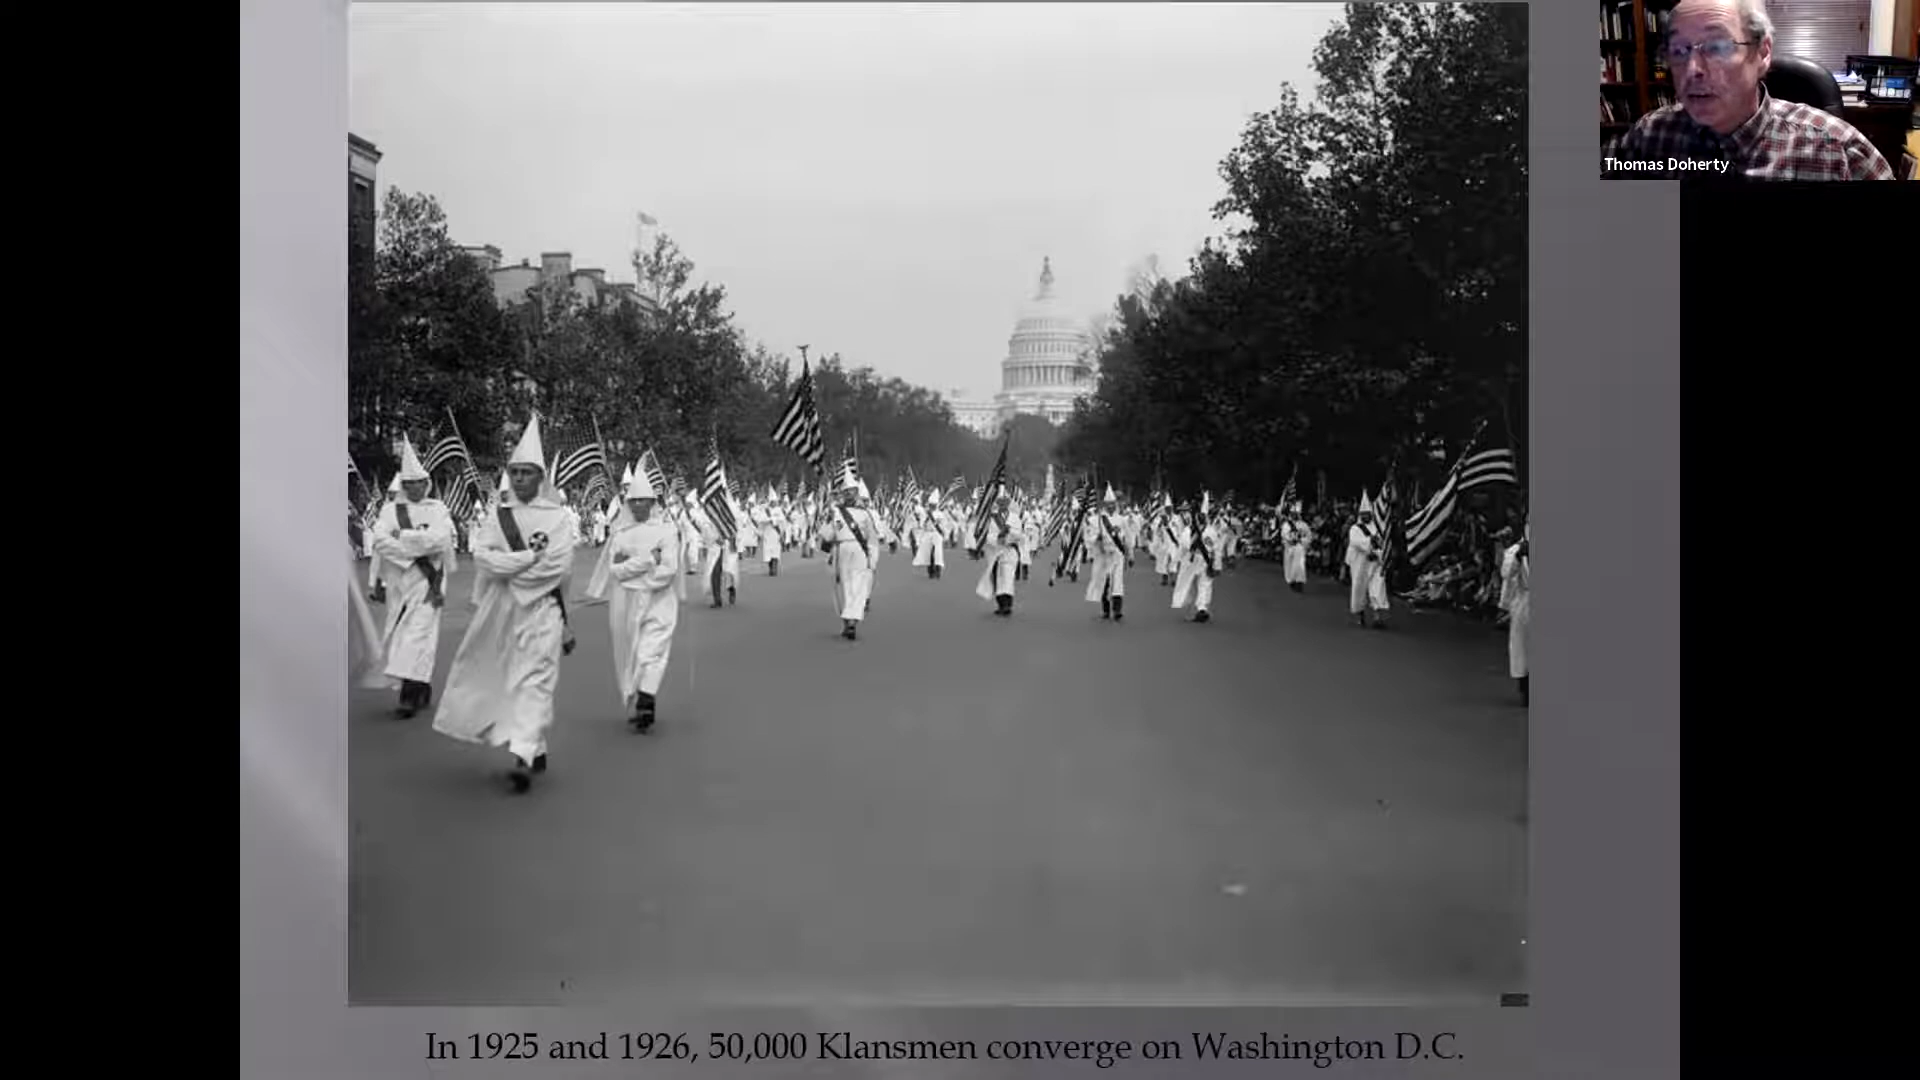 Thomas Doherty
In 1925 and 1926, 50,000 Klansmen converge on Washington D.C.